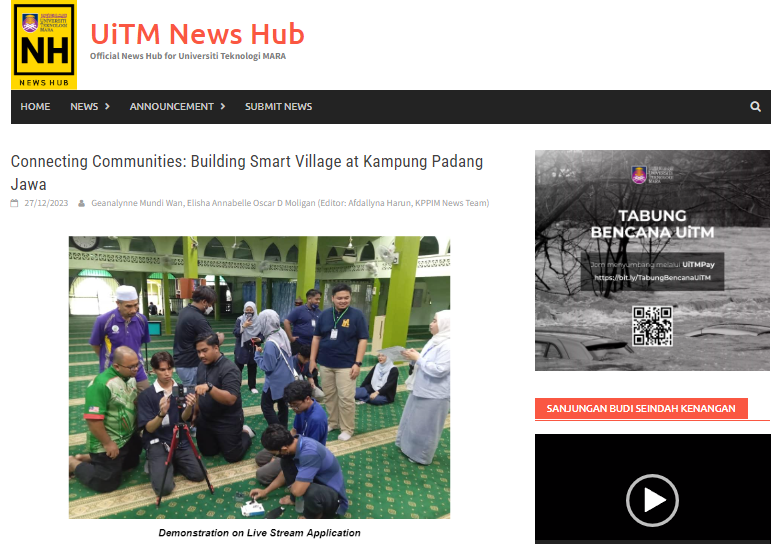 UNIVERSITI
TEKNOLOGI
MARA
NH
NEWS HUB
UiTM News Hub
Official News Hub for Universiti Teknologi MARA
HOME
NEWS
ANNOUNCEMENT
SUBMIT NEWS
Connecting Communities: Building Smart Village at Kampung Padang
Jawa
27/12/2023
Geanalynne Mundi Wan, Elisha Annabelle Oscar D Moligan (Editor: Afdallyna Harun, KPPIM News Team)
Demonstration on Live Stream Application
UNIVERSITI
TEKNOLOGI
MARA
TABUNG
BENCANA UiTM
Jom menyumbang melalui UiTMPay
https://bit.ly/TabungBencanaUiTM
SANJUNGAN BUDI SEINDAH KENANGAN